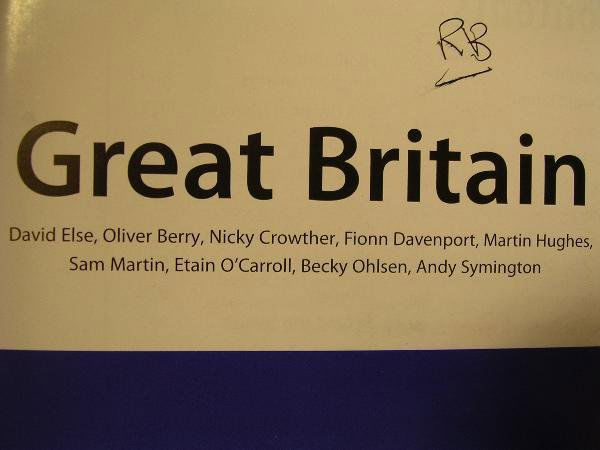 RB
Great Britain
David Else, Oliver Berry, Nicky Crowther, Fionn Davenport, Martin Hughes,
Sam Martin, Etain O'Carroll, Becky Ohlsen, Andy Symington